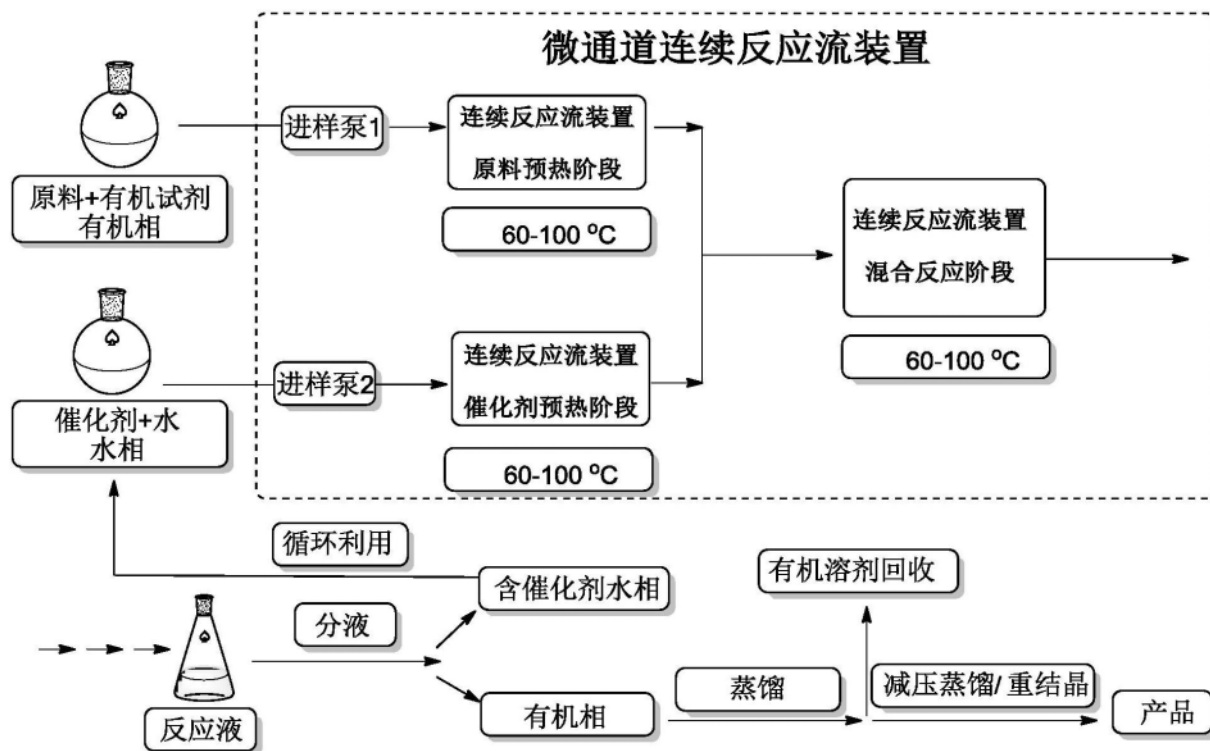 微通道连续反应流装置
原料+有机试剂
有机相
进样泵1
连续反应流装置
原料预热阶段
60-100 ℃
催化剂+水
水相
进样泵2
连续反应流装置
催化剂预热阶段
60-100 ℃
连续反应流装置
混合反应阶段
60-100 ℃
循环利用
反应液
分液
含催化剂水相
有机相
蒸馏
有机溶剂回收
减压蒸馏/重结晶
产品